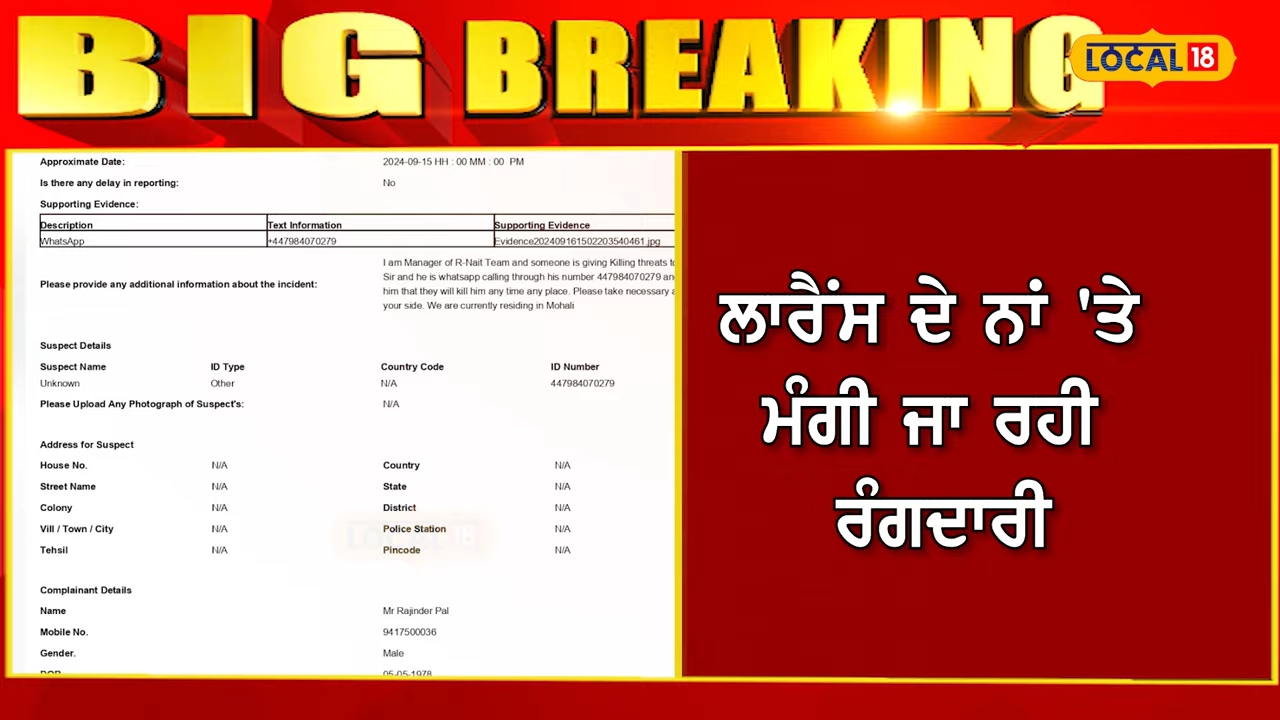 BIG BREAKING
LOCAL 18
Approximate Date: 2024-09-15 HH : 00 MM : 00 PM
Is there any delay in reporting: No
Supporting Evidence:
Description Text Information Supporting Evidence
WhatsApp +447984070279 Evidence202409161502203540461.jpg
I am Manager of R-Nait Team and someone is giving Killing threats
Sir and he is whatsapp calling through his number 447984070279
Please provide any additional information about the incident: him that they will kill him any time any place. Please take necessary
your side. We are currently residing in Mohali
Suspect Details
Suspect Name ID Type Country Code ID Number
Unknown Other N/A 447984070279
Please Upload Any Photograph of Suspect's: N/A
Address for Suspect
House No. N/A Country N/A
Street Name N/A State N/A
Colony N/A District N/A
Vill / Town / City N/A Police Station N/A
LOCAL 18
Tehsil N/A Pincode N/A
Complainant Details
Name Mr Rajinder Pal
Mobile No. 9417500036
Gender. Male
DOB 05-05-1978
ਲਾਰੈਂਸ ਦੇ ਨਾਂ 'ਤੇ
ਮੰਗੀ ਜਾ ਰਹੀ
ਰੰਗਦਾਰੀ